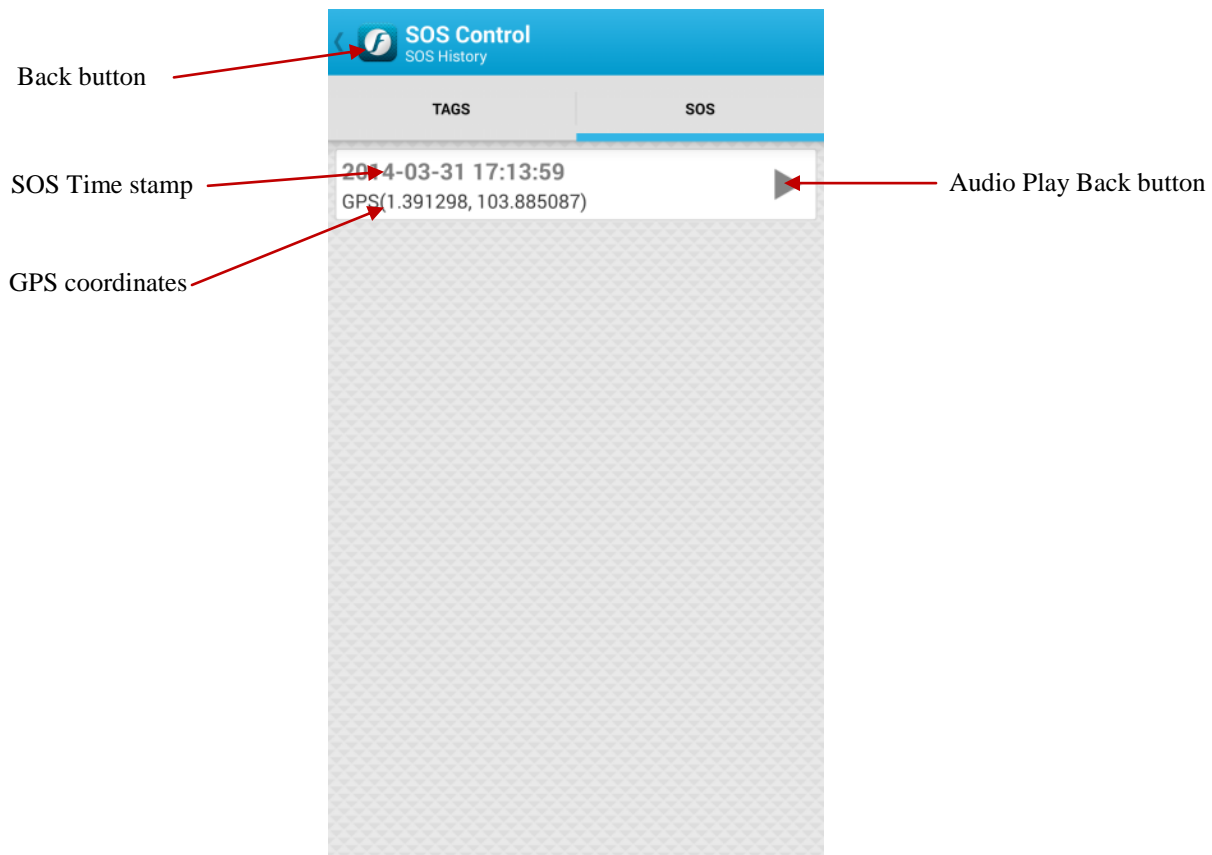 SOS Control
SOS History
Back button
TAGS
SOS
2014-03-31 17:13:59
SOS Time stamp
Audio Play Back button
GPS(1.391298, 103.885087)
GPS coordinates